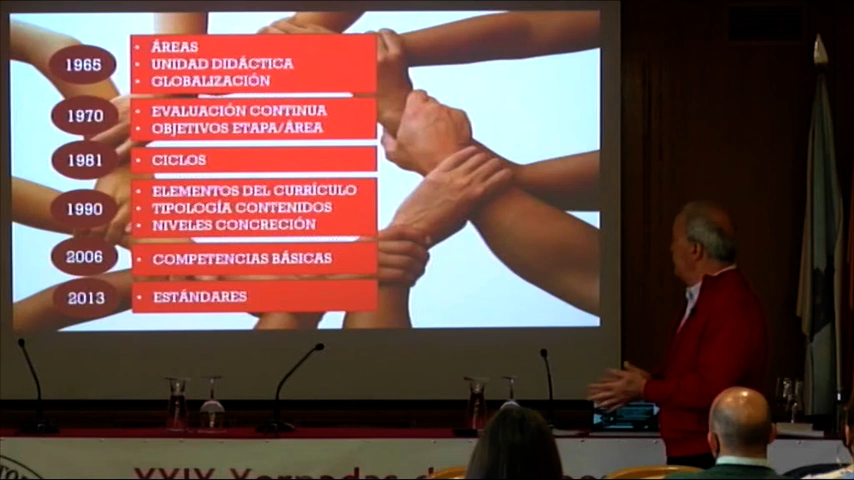 1965
• ÁREAS
• UNIDAD DIDÁCTICA
• GLOBALIZACIÓN
1970
• EVALUACIÓN CONTINUA
• OBJETIVOS ETAPA/ÁREA
1981
• CICLOS
1990
• ELEMENTOS DEL CURRÍCULO
• TIPOLOGÍA CONTENIDOS
• NIVELES CONCRECIÓN
2006
• COMPETENCIAS BÁSICAS
2013
• ESTÁNDARES
XXIX Xornadas